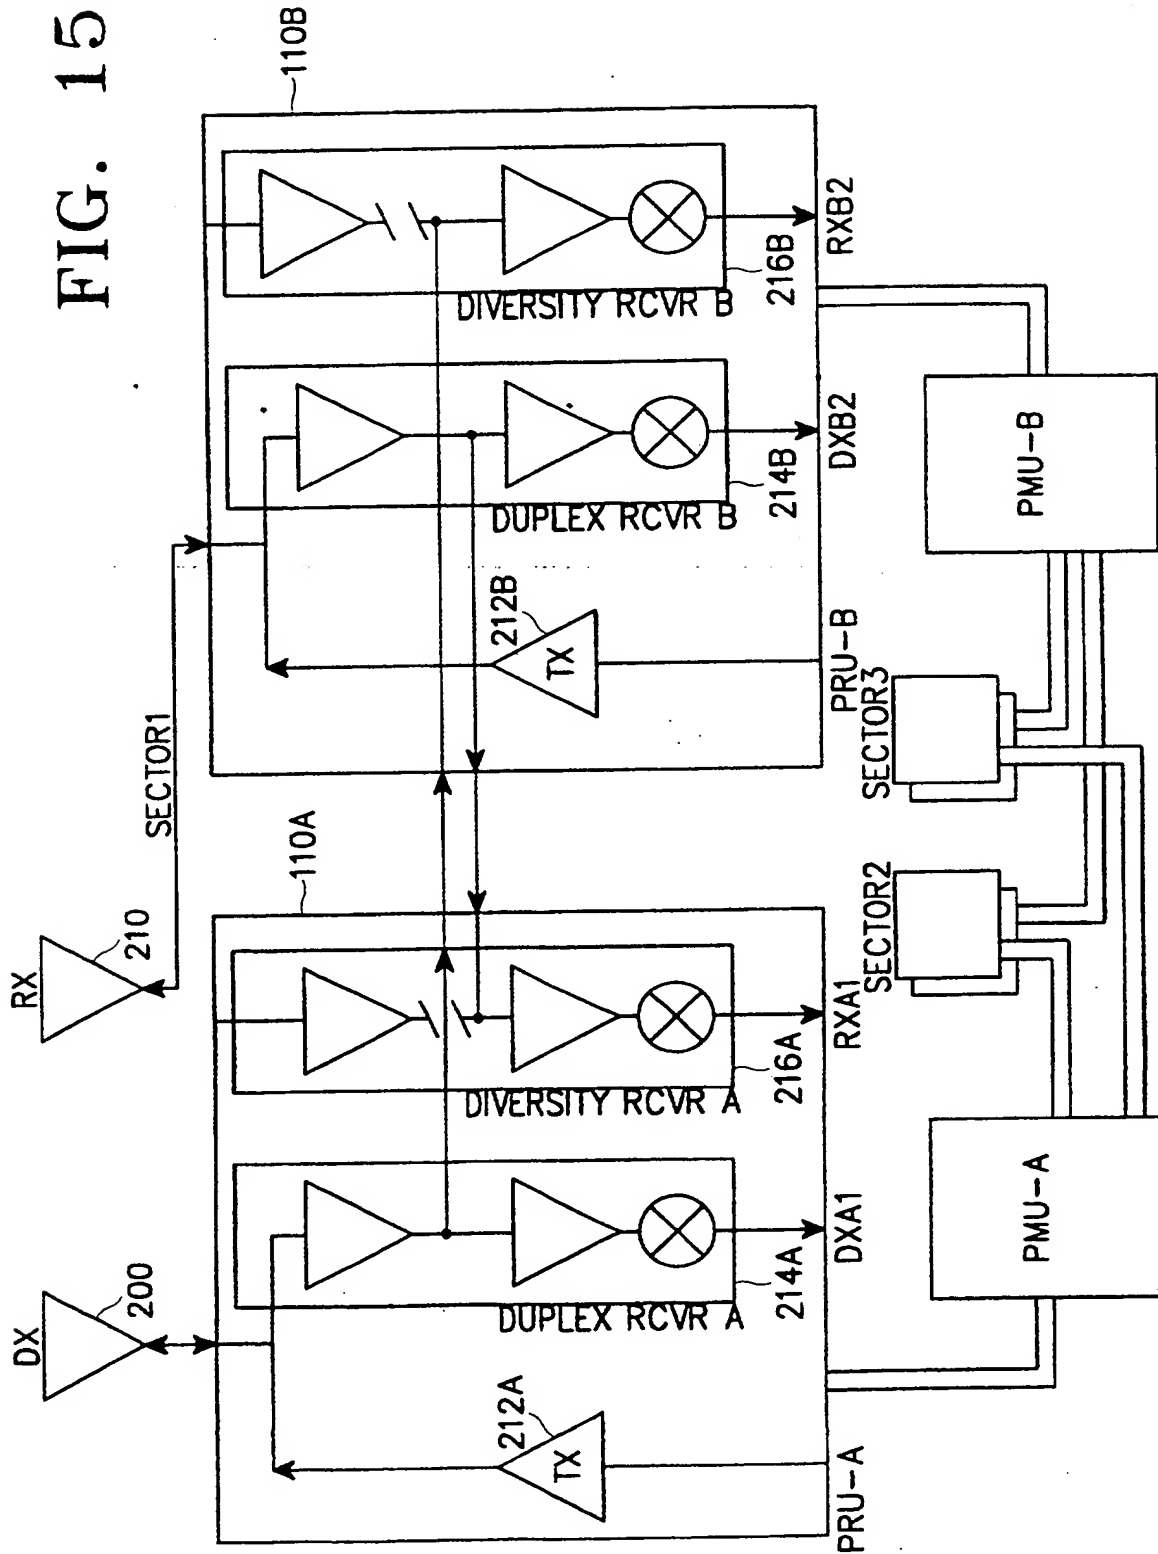 FIG. 15
DX
200
RX
210
SECTOR1
110A
110B
212A
TX
DUPLEX RCVR A
214A
DIVERSITY RCVR A
216A
212B
TX
DUPLEX RCVR B
214B
DIVERSITY RCVR B
216B
PRU-A
DXA1
RXA1
PRU-B
DXB2
RXB2
SECTOR2
SECTOR3
PMU-A
PMU-B